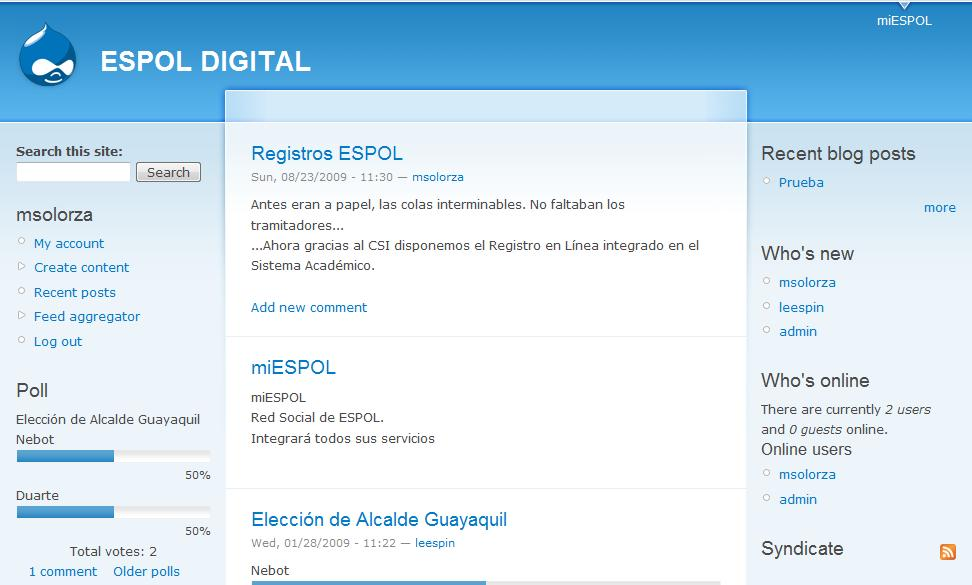 miESPOL
ESPOL DIGITAL
Search this site:
Search
msolorza
My account
Create content
Recent posts
Feed aggregator
Log out
Poll
Elección de Alcalde Guayaquil
Nebot
50%
Duarte
50%
Total votes: 2
1 comment Older polls
Registros ESPOL
Sun, 08/23/2009 - 11:30 — msolorza
Antes eran a papel, las colas interminables. No faltaban los
tramitadores...
...Ahora gracias al CSI disponemos el Registro en Línea integrado en el
Sistema Académico.
Add new comment
miESPOL
miESPOL
Red Social de ESPOL.
Integrará todos sus servicios
Elección de Alcalde Guayaquil
Wed, 01/28/2009 - 11:22 — leespin
Nebot
Recent blog posts
Prueba
more
Who's new
msolorza
leespin
admin
Who's online
There are currently 2 users
and 0 guests online.
Online users
msolorza
admin
Syndicate